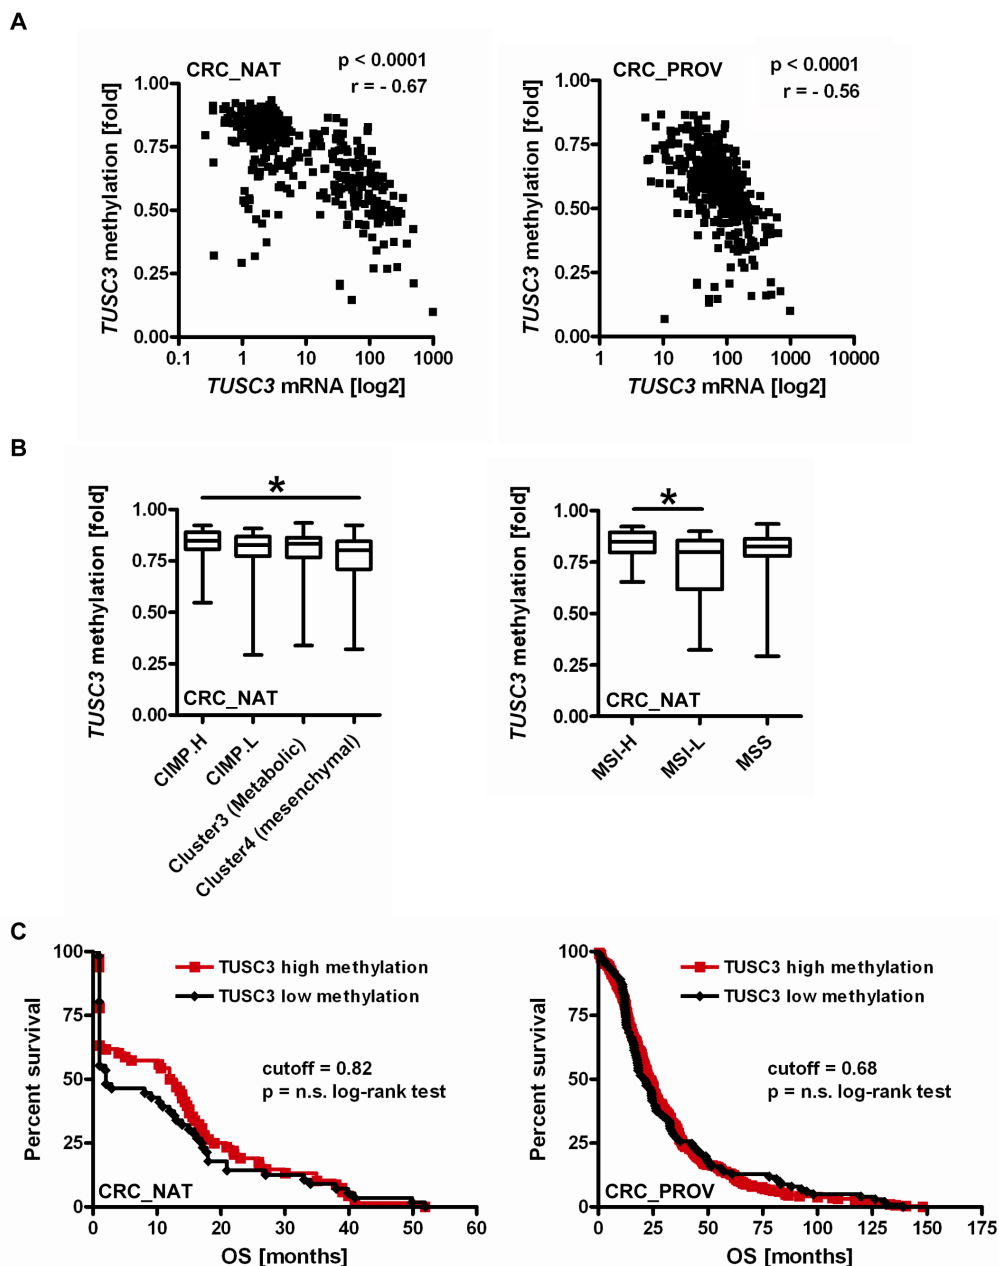 A
CRC_NAT
p < 0.0001
r = - 0.67
TUSC3 methylation [fold]
1.00
0.75
0.50
0.25
0.00
0.1 1 10 100 1000
TUSC3 mRNA [log2]
CRC_PROV
p < 0.0001
r = - 0.56
TUSC3 methylation [fold]
1.00
0.75
0.50
0.25
0.00
1 10 100 1000 10000
TUSC3 mRNA [log2]
B
TUSC3 methylation [fold]
1.00
0.75
0.50
0.25
0.00
*
CRC_NAT
CIMP.H
CIMP.L
Cluster3 (Metabolic)
Cluster4 (mesenchymal)
TUSC3 methylation [fold]
1.00
0.75
0.50
0.25
0.00
*
CRC_NAT
MSI-H
MSI-L
MSS
C
Percent survival
100
75
50
25
0
TUSC3 high methylation
TUSC3 low methylation
cutoff = 0.82
p = n.s. log-rank test
CRC_NAT
0 10 20 30 40 50 60
OS [months]
Percent survival
100
75
50
25
0
TUSC3 high methylation
TUSC3 low methylation
cutoff = 0.68
p = n.s. log-rank test
CRC_PROV
0 25 50 75 100 125 150 175
OS [months]